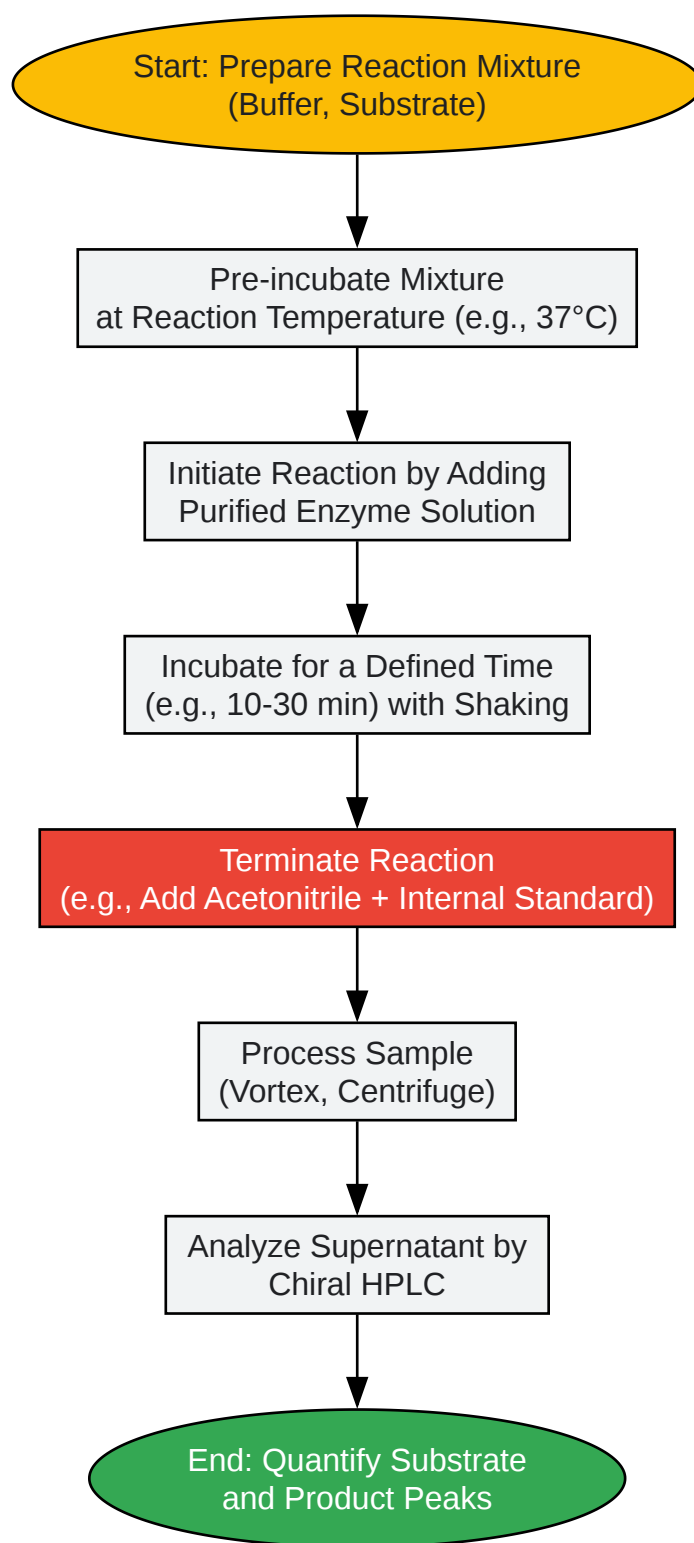 Start: Prepare Reaction Mixture
(Buffer, Substrate)
Pre-incubate Mixture
at Reaction Temperature (e.g., 37°C)
Initiate Reaction by Adding
Purified Enzyme Solution
Incubate for a Defined Time
(e.g., 10-30 min) with Shaking
Terminate Reaction
(e.g., Add Acetonitrile + Internal Standard)
Process Sample
(Vortex, Centrifuge)
Analyze Supernatant by
Chiral HPLC
End: Quantify Substrate
and Product Peaks